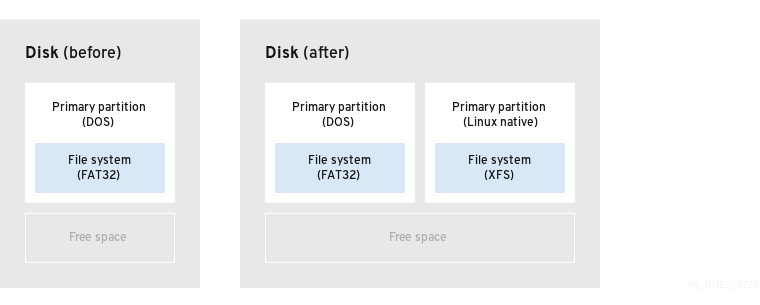 Disk (before)
Primary partition
(DOS)
File system
(FAT32)
Free space
Disk (after)
Primary partition
(DOS)
File system
(FAT32)
Primary partition
(Linux native)
File system
(XFS)
Free space
96_RHEL_0720